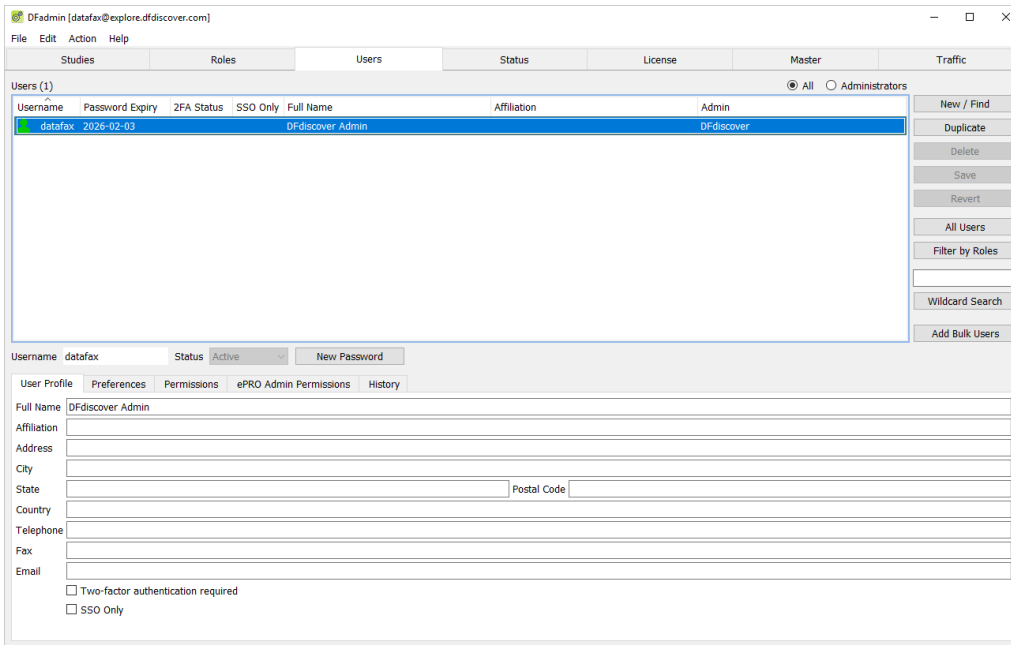 DFadmin [datafax@explore.dfdiscover.com]
File Edit Action Help
Studies Roles Users Status License Master Traffic
Users (1) All Administrators
Username Password Expiry 2FA Status SSO Only Full Name Affiliation Admin
datafax 2026-02-03 DFdiscover Admin DFdiscover
New / Find
Duplicate
Delete
Save
Revert
All Users
Filter by Roles
Wildcard Search
Add Bulk Users
Username datafax Status Active New Password
User Profile Preferences Permissions ePRO Admin Permissions History
Full Name DFdiscover Admin
Affiliation
Address
City
State Postal Code
Country
Telephone
Fax
Email
Two-factor authentication required
SSO Only